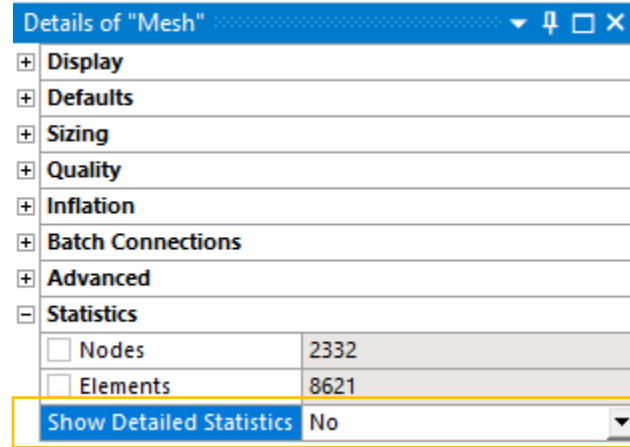 Details of "Mesh"
Display
Defaults
Sizing
Quality
Inflation
Batch Connections
Advanced
Statistics
Nodes 2332
Elements 8621
Show Detailed Statistics No